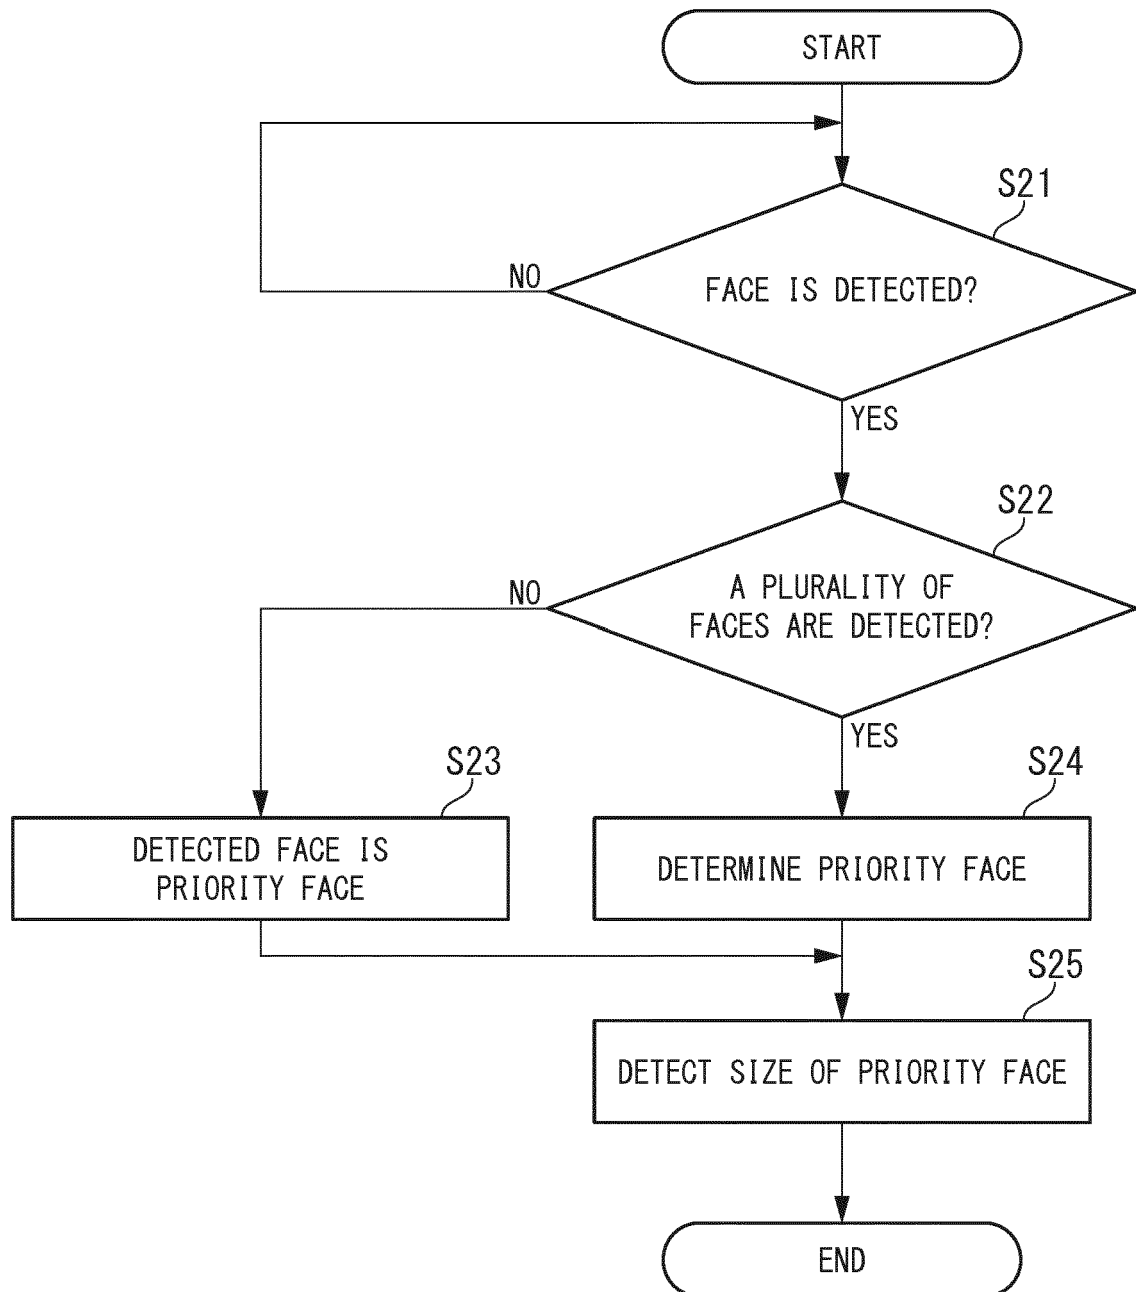 START
S21
NO
FACE IS DETECTED?
YES
S22
NO
A PLURALITY OF
FACES ARE DETECTED?
YES
S23
DETECTED FACE IS
PRIORITY FACE
S24
DETERMINE PRIORITY FACE
S25
DETECT SIZE OF PRIORITY FACE
END